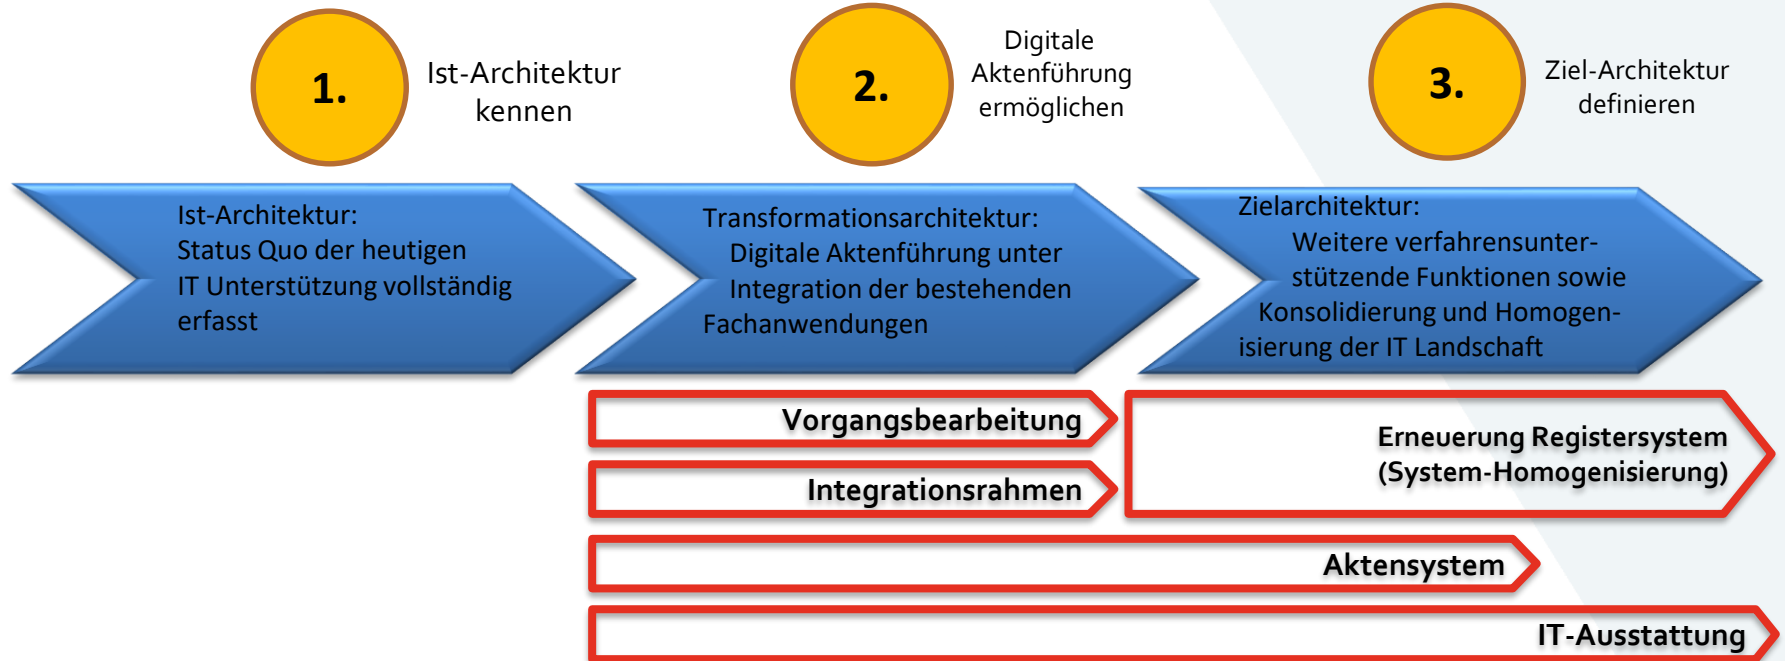 1.
Ist-Architektur
kennen
2.
Digitale
Aktenführung
ermöglichen
3.
Ziel-Architektur
definieren
Ist-Architektur:
Status Quo der heutigen
IT Unterstützung vollständig
erfasst
Transformationsarchitektur:
Digitale Aktenführung unter
Integration der bestehenden
Fachanwendungen
Zielarchitektur:
Weitere verfahrensunter-
stützende Funktionen sowie
Konsolidierung und Homogen-
isierung der IT Landschaft
Vorgangsbearbeitung
Integrationsrahmen
Erneuerung Registersystem
(System-Homogenisierung)
Aktensystem
IT-Ausstattung